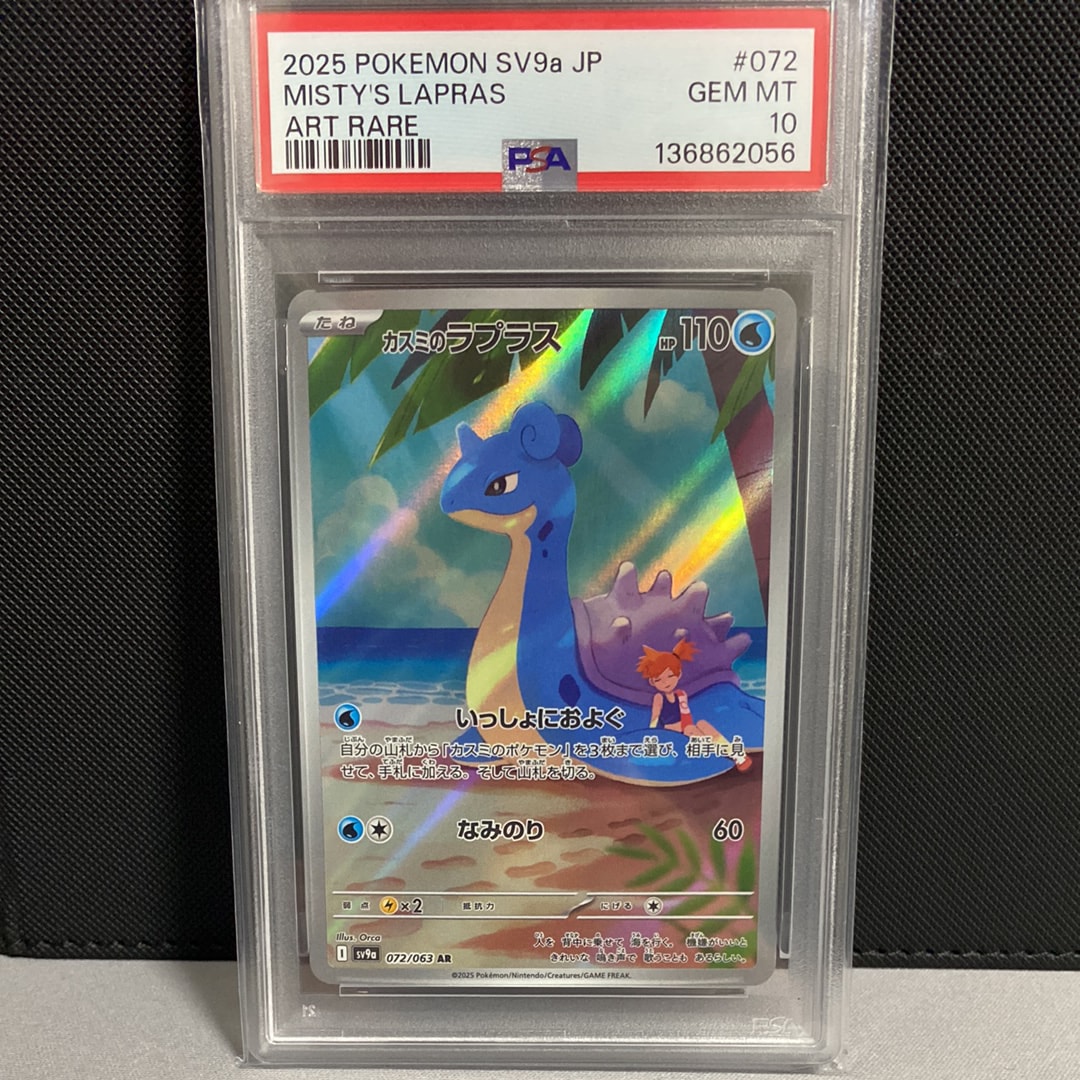 2025 POKEMON SV9a JP #072
MISTY'S LAPRAS GEM MT
ART RARE 10
PSA 136862056
たね カスミのラプラス HP 110
いっしょにおよぐ
自分の山札から「カスミのポケモン」を3枚まで選び、相手に見
せて、手札に加える。そして山札を切る。
なみのり 60
弱点 ×2 抵抗力 にげる
Illus. Orca
I sv9a 072/063 AR
人を 背中に乗せて 海を行く。 機嫌がいいと
きれいな 鳴き声で 歌うことも あるらしい。
©2025 Pokémon/Nintendo/Creatures/GAME FREAK.